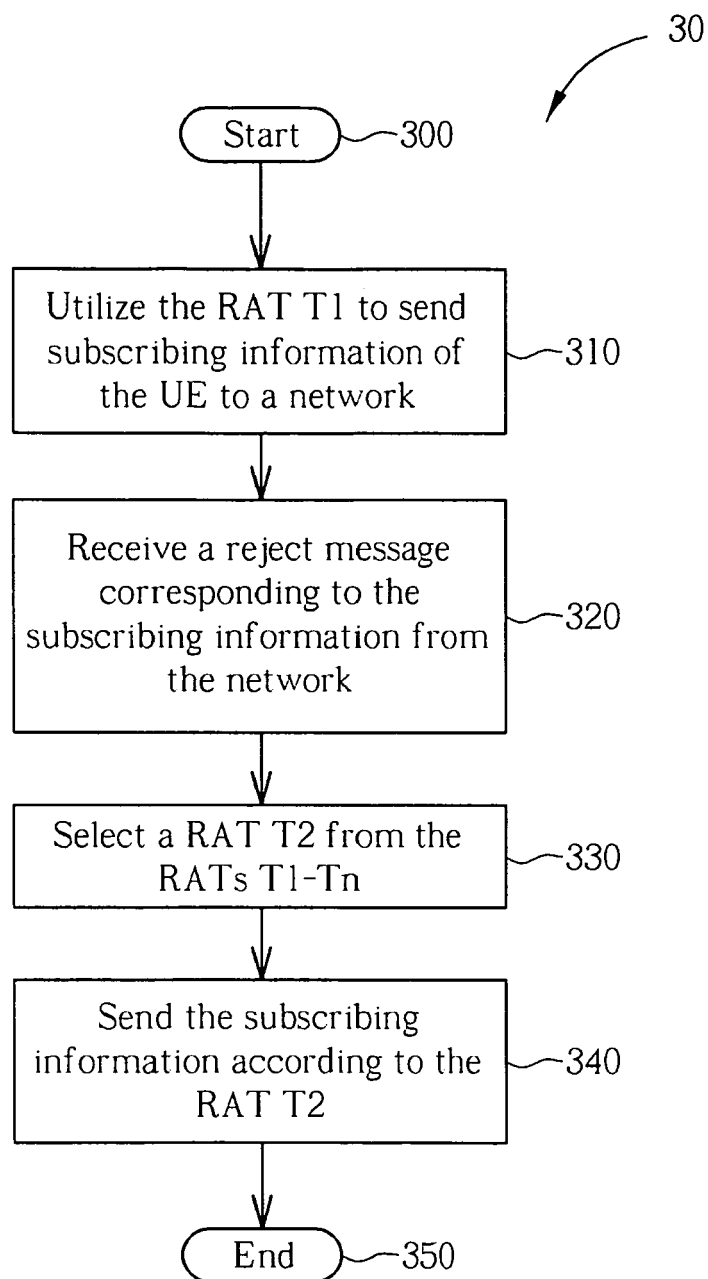 30
Start
300
Utilize the RAT T1 to send
subscribing information of
the UE to a network
310
Receive a reject message
corresponding to the
subscribing information from
the network
320
Select a RAT T2 from the
RATs T1-Tn
330
Send the subscribing
information according to the
RAT T2
340
End
350